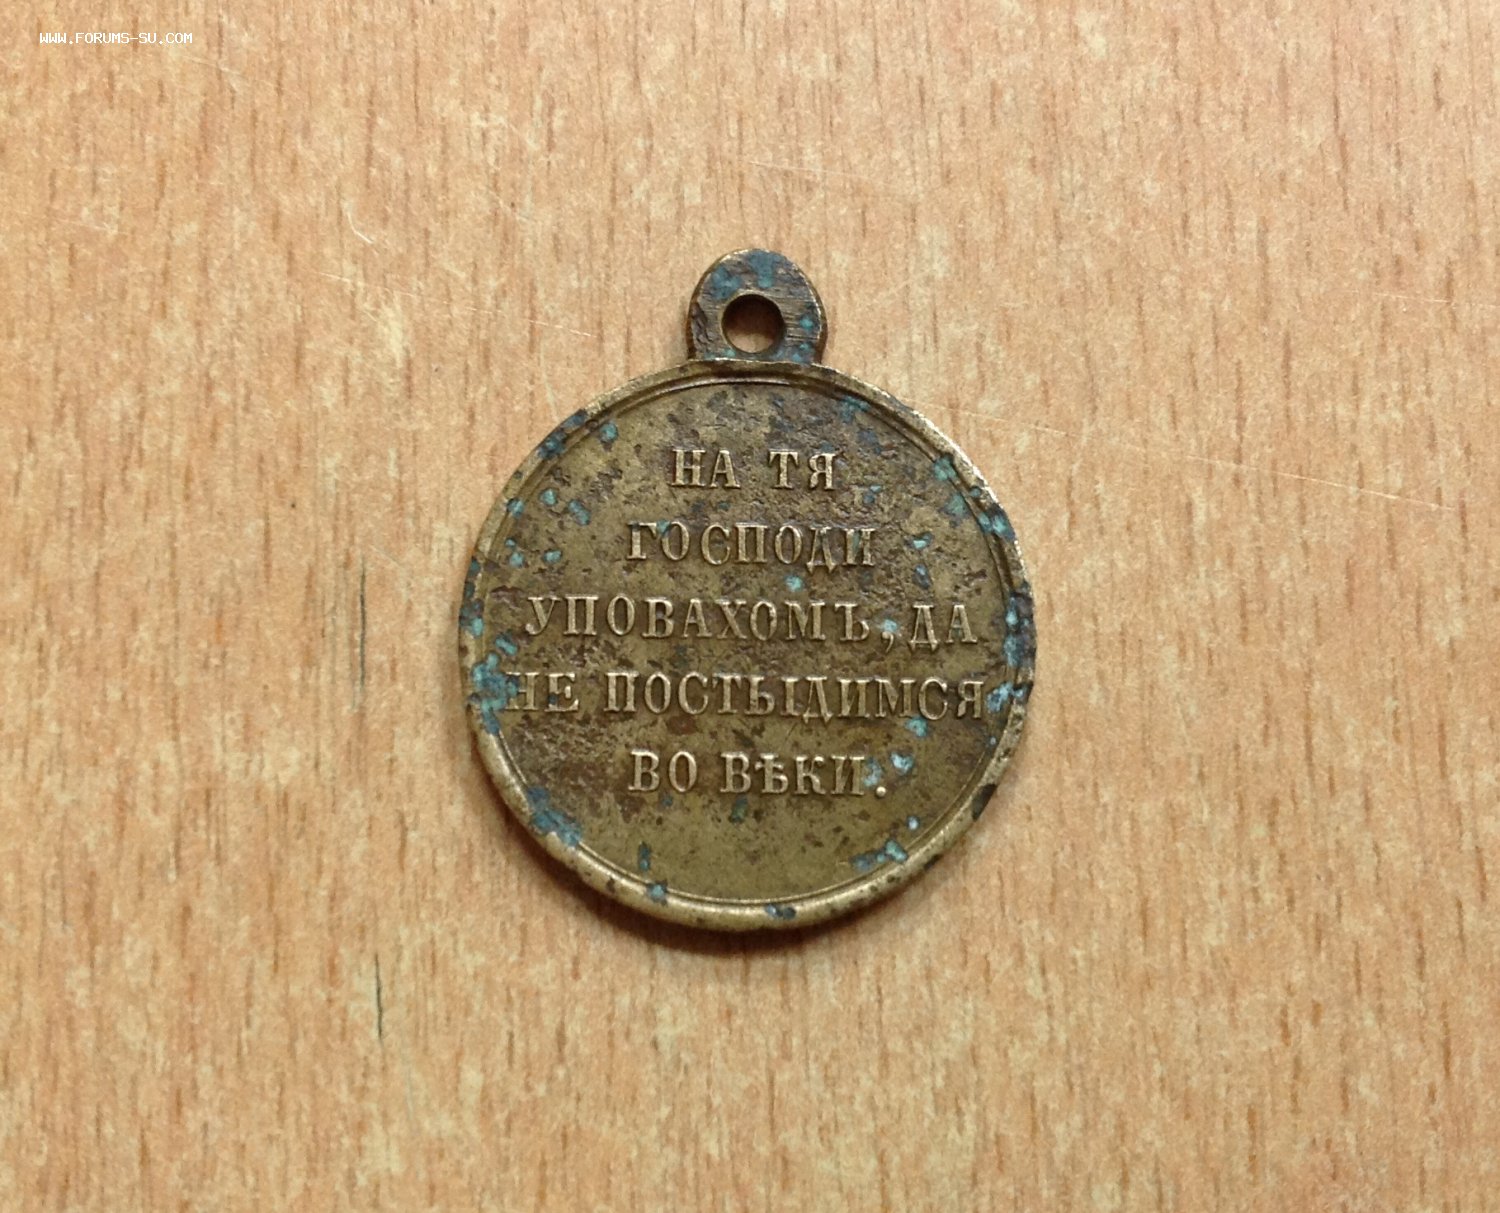 WWW.FORUMS-SU.COM
НА ТЯ
ГОСПОДИ
УПОВАХОМЪ, ДА
НЕ ПОСТЫДИМСЯ
ВО ВѢКИ.